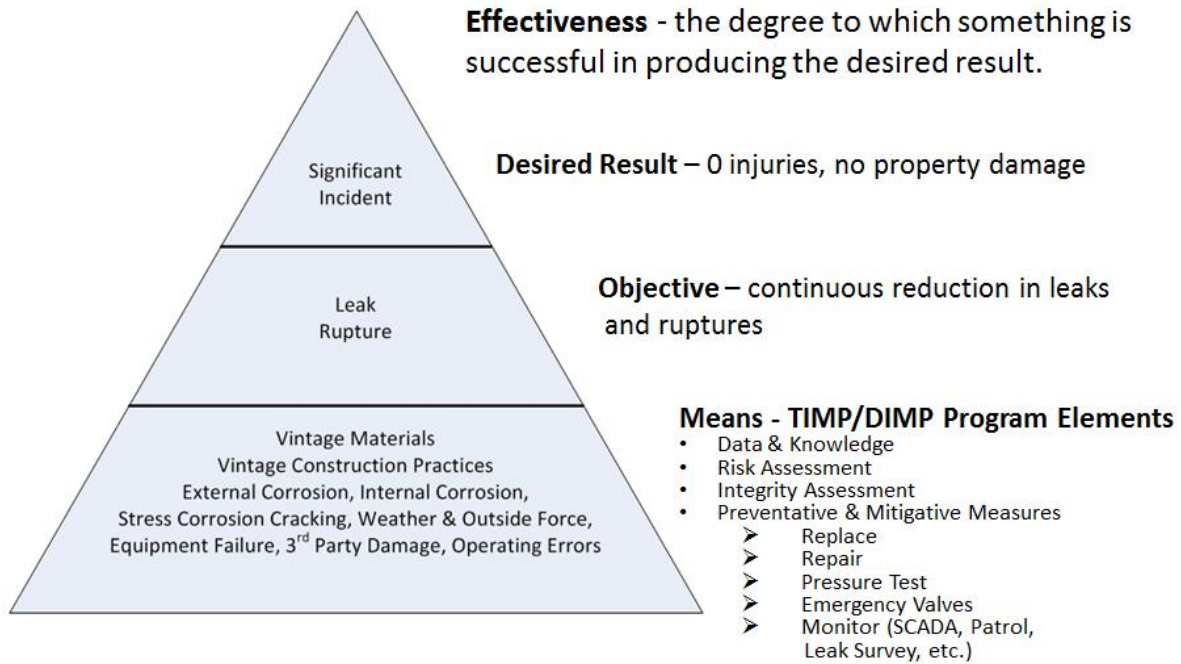 Effectiveness - the degree to which something is
successful in producing the desired result.
Significant
Incident
Desired Result – 0 injuries, no property damage
Leak
Rupture
Objective – continuous reduction in leaks
and ruptures
Vintage Materials
Vintage Construction Practices
External Corrosion, Internal Corrosion,
Stress Corrosion Cracking, Weather & Outside Force,
Equipment Failure, 3rd Party Damage, Operating Errors
Means - TIMP/DIMP Program Elements
• Data & Knowledge
• Risk Assessment
• Integrity Assessment
• Preventative & Mitigative Measures
➢ Replace
➢ Repair
➢ Pressure Test
➢ Emergency Valves
➢ Monitor (SCADA, Patrol,
Leak Survey, etc.)